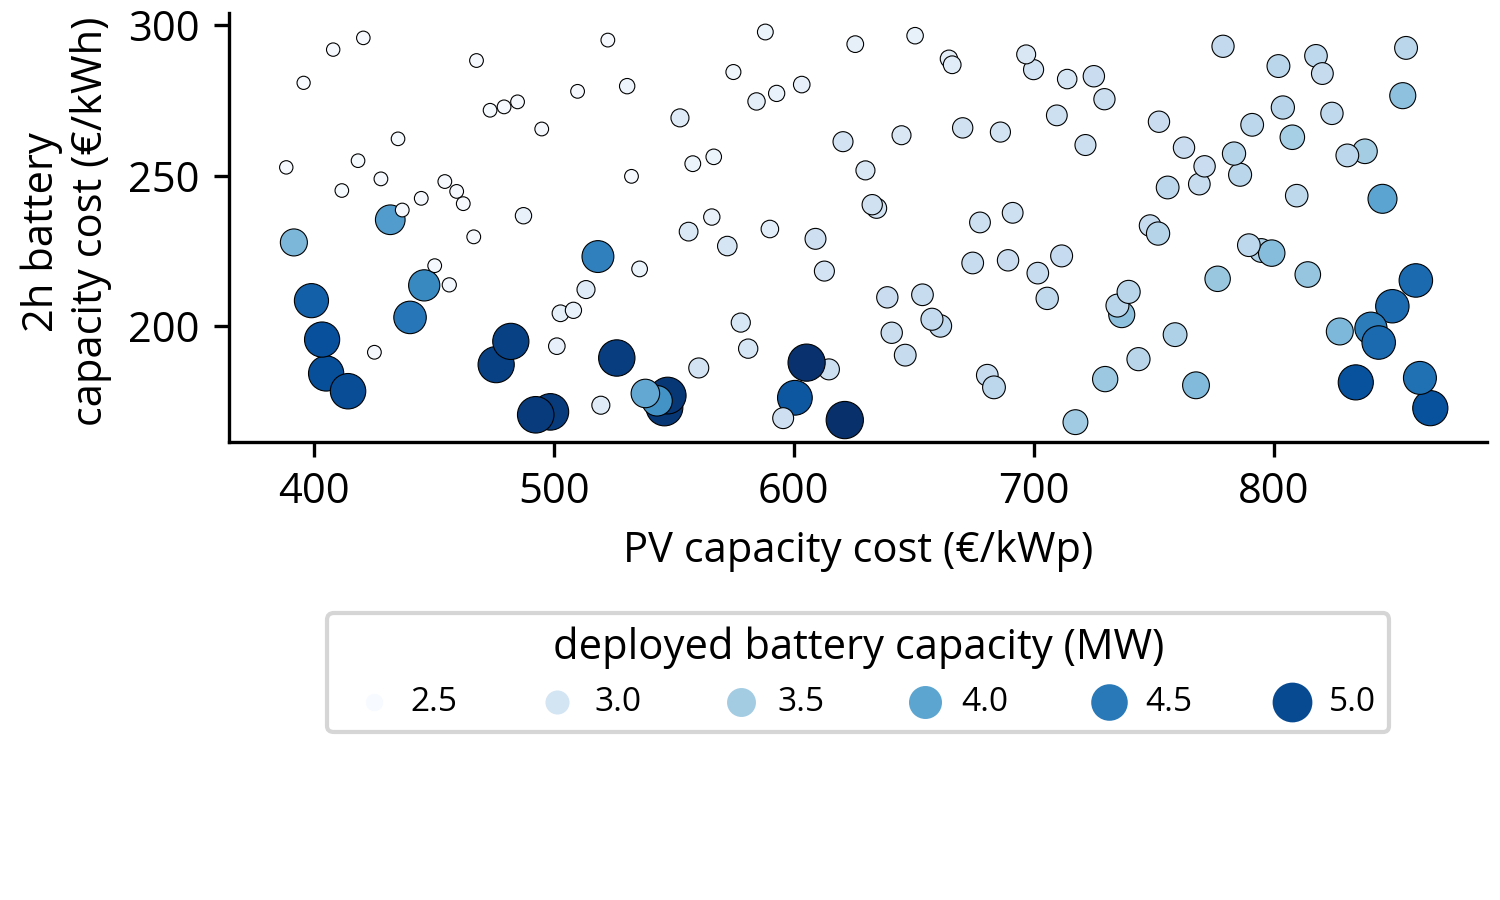 2h battery
capacity cost (€/kWh)
300
250
200
400 500 600 700 800
PV capacity cost (€/kWp)
deployed battery capacity (MW)
2.5 3.0 3.5 4.0 4.5 5.0